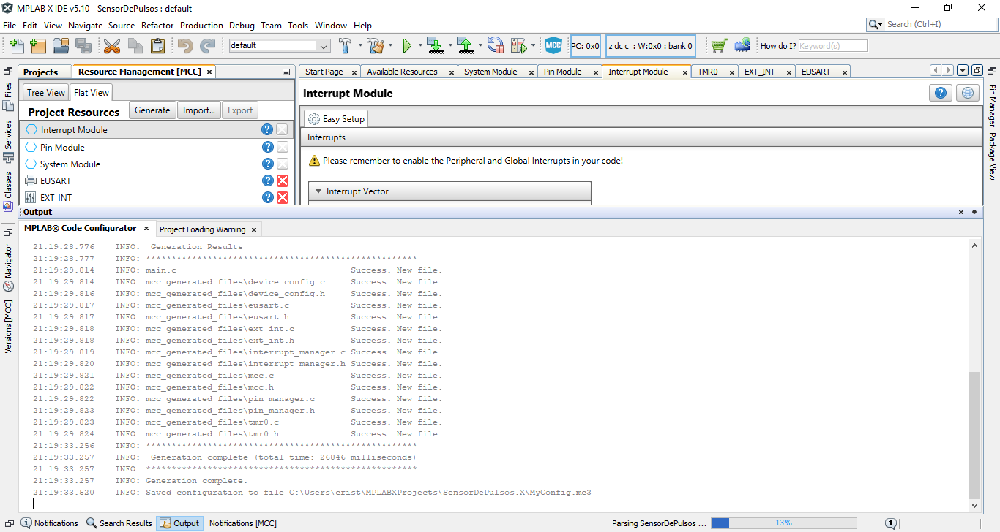 MPLAB X IDE v5.10 - SensorDePulsos : default
File Edit View Navigate Source Refactor Production Debug Team Tools Window Help
Search (Ctrl+I)
default
MCC
PC: 0x0
z dc c : W:0x0 : bank 0
How do I?
Keyword(s)
Projects
Resource Management [MCC]
Start Page
Available Resources
System Module
Pin Module
Interrupt Module
TMR0
EXT_INT
EUSART
Files
Services
Classes
Navigator
Versions [MCC]
Tree View
Flat View
Project Resources
Generate
Import...
Export
Interrupt Module
Pin Module
System Module
EUSART
EXT_INT
Interrupt Module
Easy Setup
Interrupts
Please remember to enable the Peripheral and Global Interrupts in your code!
Interrupt Vector
Pin Manager: Package View
Output
MPLAB® Code Configurator
Project Loading Warning
21:19:28.776 INFO: Generation Results
21:19:28.777 INFO: *****************************************************
21:19:29.814 INFO: main.c Success. New file.
21:19:29.814 INFO: mcc_generated_files\device_config.c Success. New file.
21:19:29.816 INFO: mcc_generated_files\device_config.h Success. New file.
21:19:29.817 INFO: mcc_generated_files\eusart.c Success. New file.
21:19:29.817 INFO: mcc_generated_files\eusart.h Success. New file.
21:19:29.818 INFO: mcc_generated_files\ext_int.c Success. New file.
21:19:29.818 INFO: mcc_generated_files\ext_int.h Success. New file.
21:19:29.819 INFO: mcc_generated_files\interrupt_manager.c Success. New file.
21:19:29.820 INFO: mcc_generated_files\interrupt_manager.h Success. New file.
21:19:29.821 INFO: mcc_generated_files\mcc.c Success. New file.
21:19:29.822 INFO: mcc_generated_files\mcc.h Success. New file.
21:19:29.822 INFO: mcc_generated_files\pin_manager.c Success. New file.
21:19:29.823 INFO: mcc_generated_files\pin_manager.h Success. New file.
21:19:29.823 INFO: mcc_generated_files\tmr0.c Success. New file.
21:19:29.824 INFO: mcc_generated_files\tmr0.h Success. New file.
21:19:33.256 INFO: *****************************************************
21:19:33.257 INFO: Generation complete (total time: 26846 milliseconds)
21:19:33.257 INFO: *****************************************************
21:19:33.257 INFO: Generation complete.
21:19:33.520 INFO: Saved configuration to file C:\Users\crist\MPLABXProjects\SensorDePulsos.X\MyConfig.mc3
Notifications
Search Results
Output
Notifications [MCC]
Parsing SensorDePulsos ...
13%